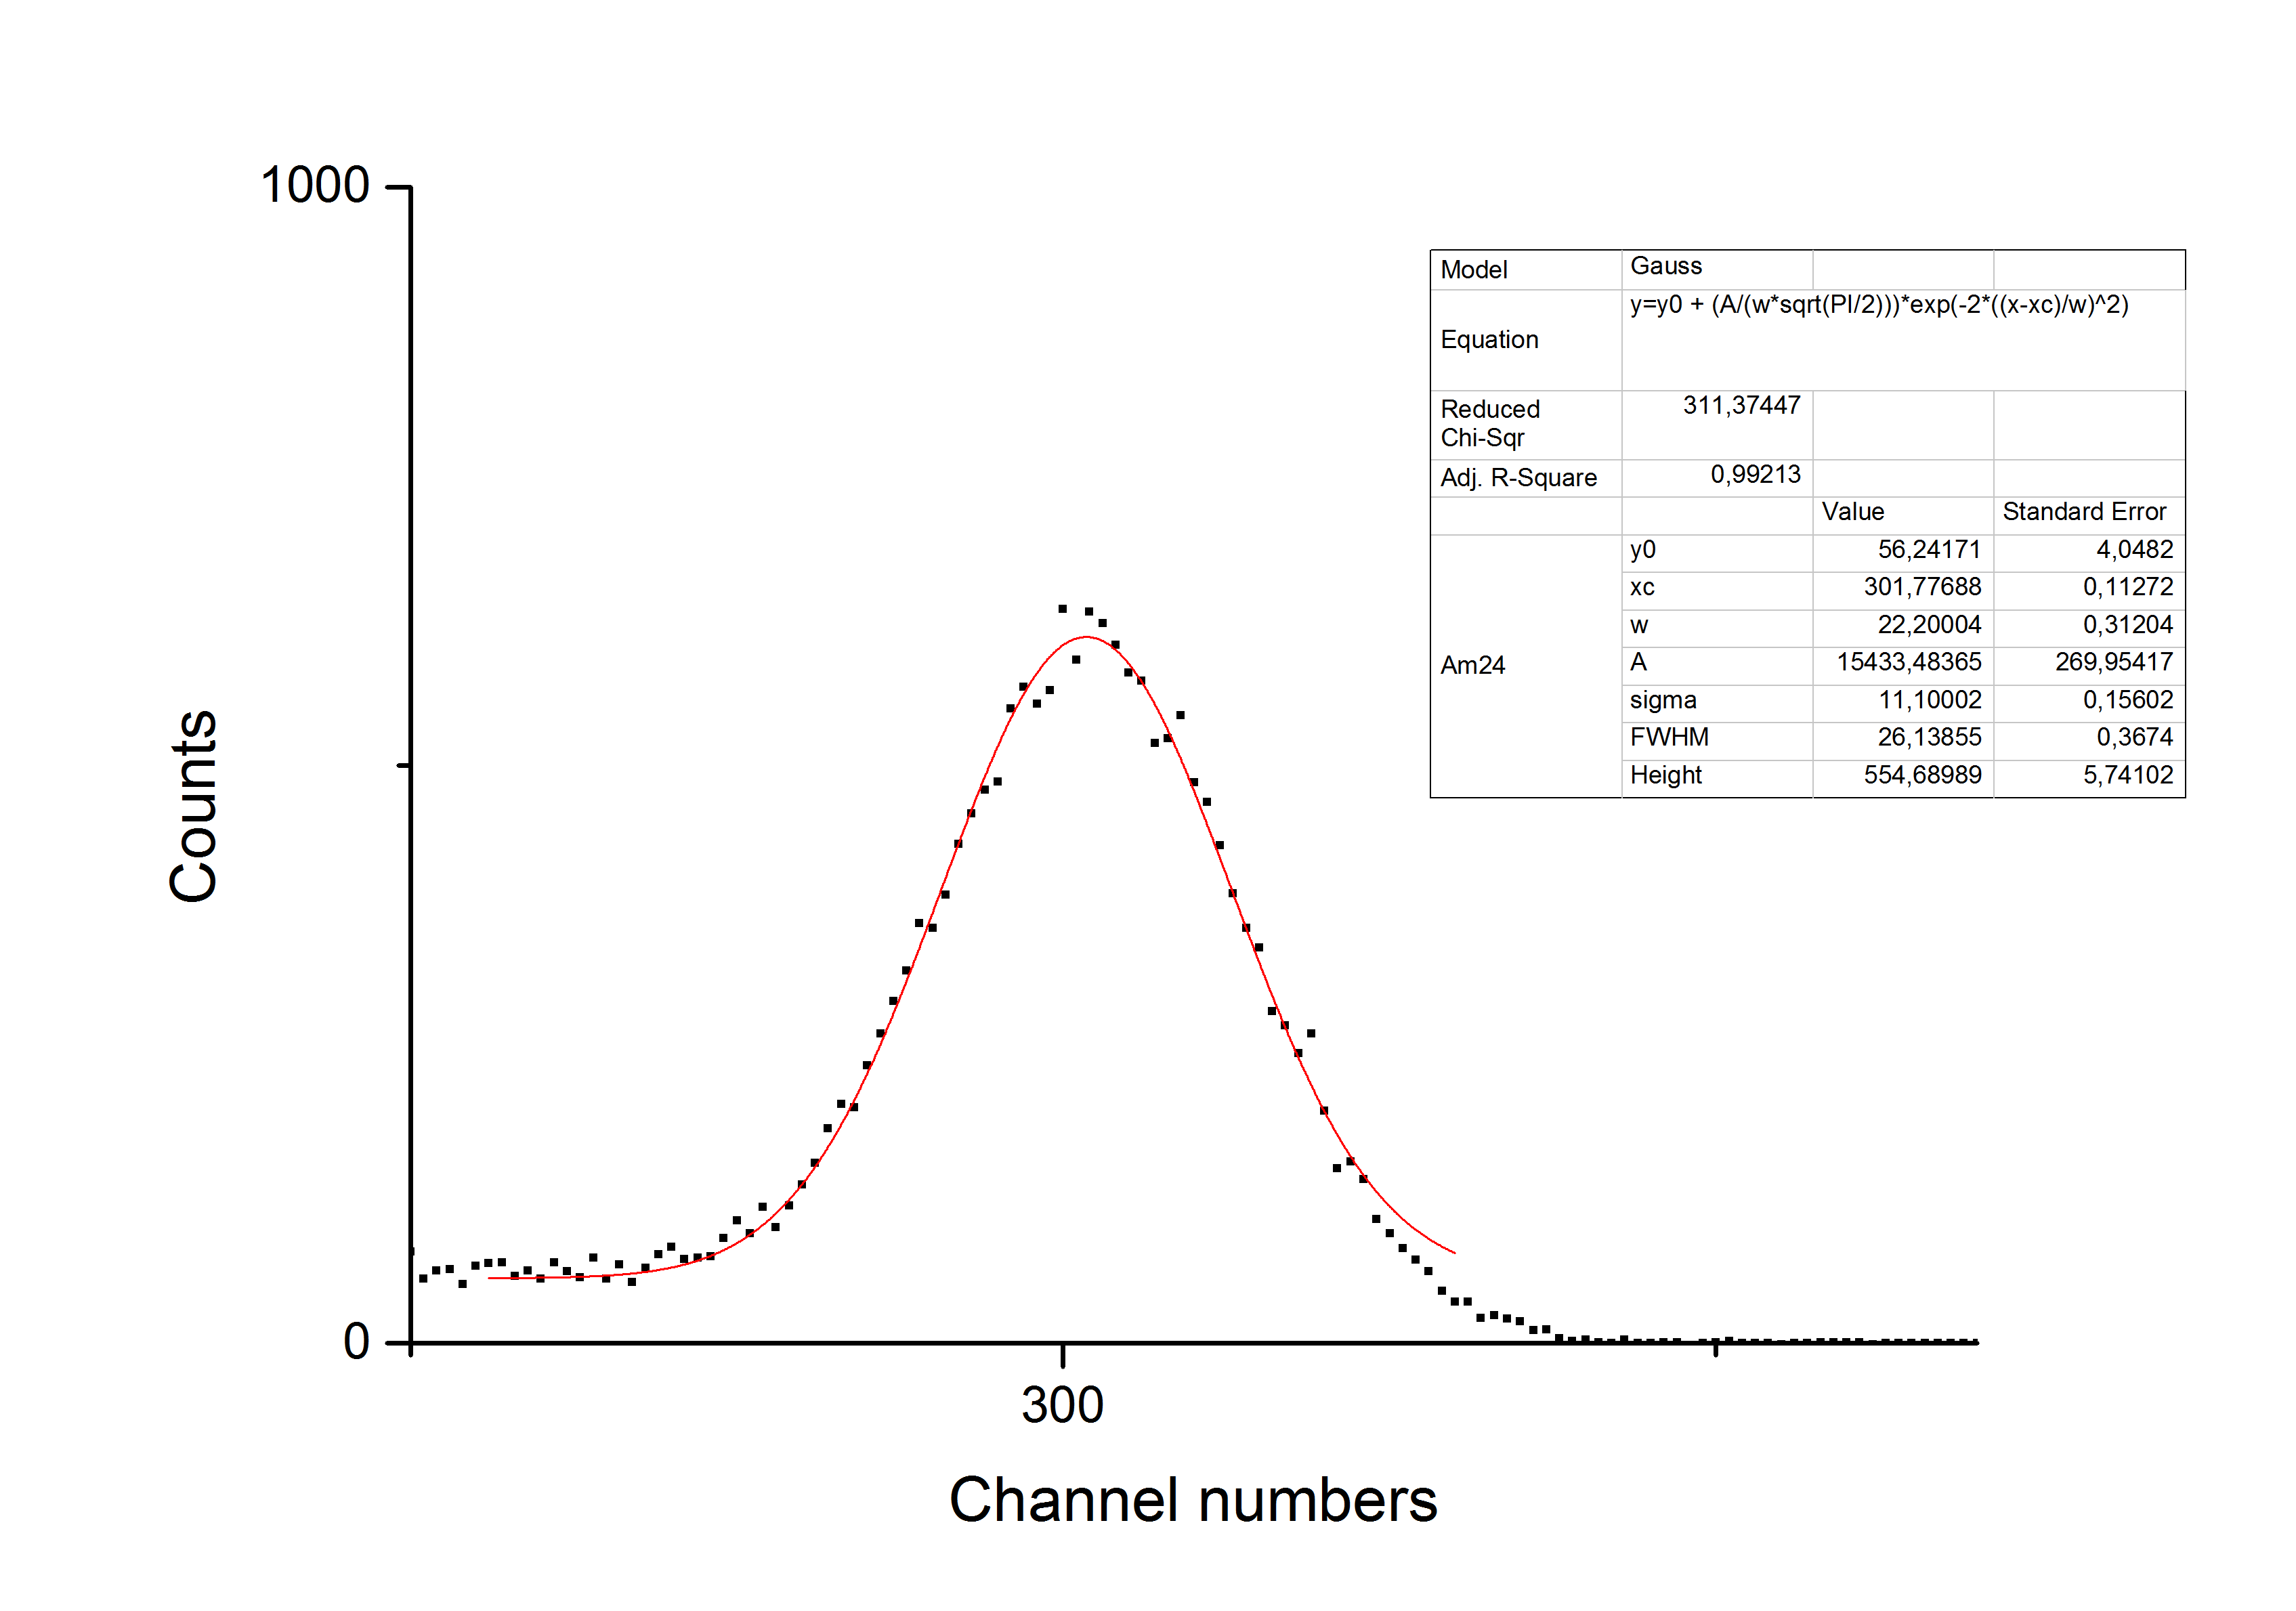 1000
0
Counts
300
Channel numbers
Model Gauss
Equation y=y0 + (A/(w*sqrt(PI/2)))*exp(-2*((x-xc)/w)^2)
Reduced
Chi-Sqr 311,37447
Adj. R-Square 0,99213
Value Standard Error
Am24
y0 56,24171 4,0482
xc 301,77688 0,11272
w 22,20004 0,31204
A 15433,48365 269,95417
sigma 11,10002 0,15602
FWHM 26,13855 0,3674
Height 554,68989 5,74102